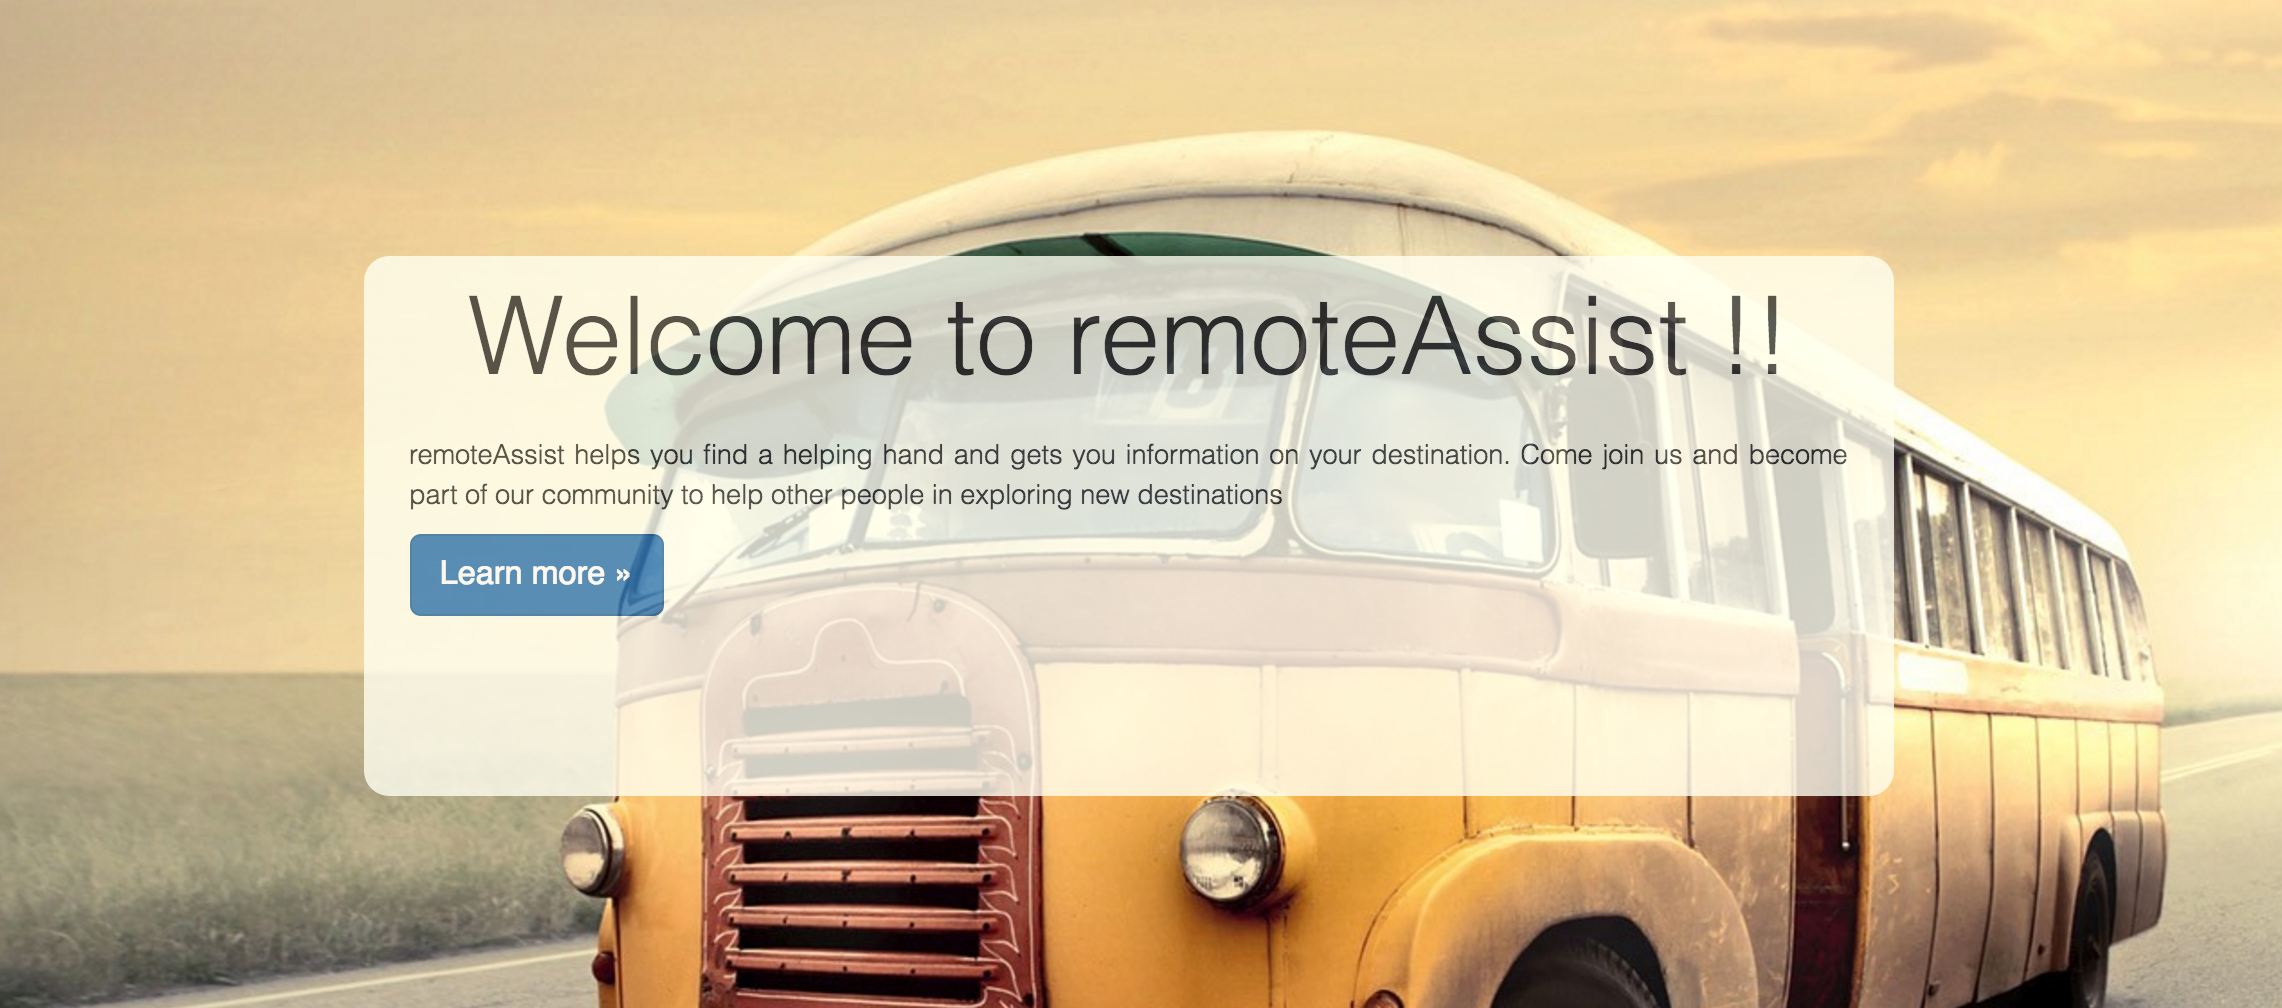 Welcome to remoteAssist !!
remoteAssist helps you find a helping hand and gets you information on your destination. Come join us and become
part of our community to help other people in exploring new destinations
Learn more »